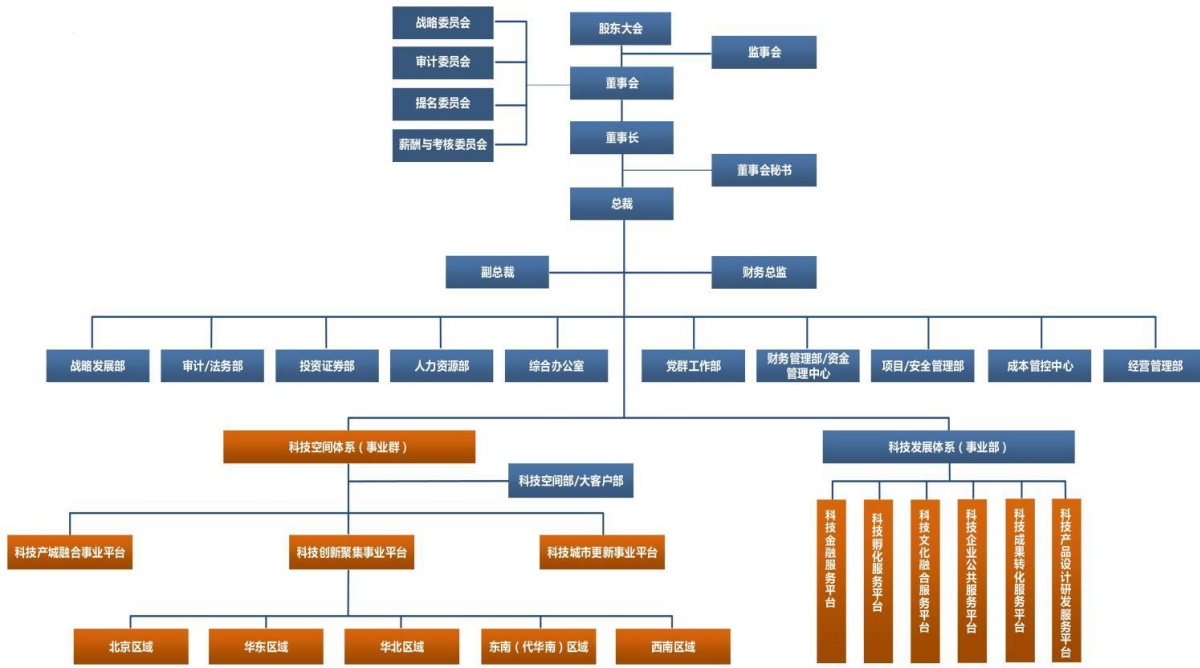 战略委员会
股东大会
监事会
审计委员会
董事会
提名委员会
董事长
薪酬与考核委员会
董事会秘书
总裁
副总裁
财务总监
战略发展部
审计/法务部
投资证券部
人力资源部
综合办公室
党群工作部
财务管理部/资金
管理中心
项目/安全管理部
成本管控中心
经营管理部
科技空间体系（事业群）
科技发展体系（事业部）
科技空间部/大客户部
科技产城融合事业平台
科技创新聚集事业平台
科技城市更新事业平台
科技金融服务平台
科技孵化服务平台
科技文化融合服务平台
科技企业公共服务平台
科技成果转化服务平台
科技产品设计研发服务平台
北京区域
华东区域
华北区域
东南（代华南）区域
西南区域